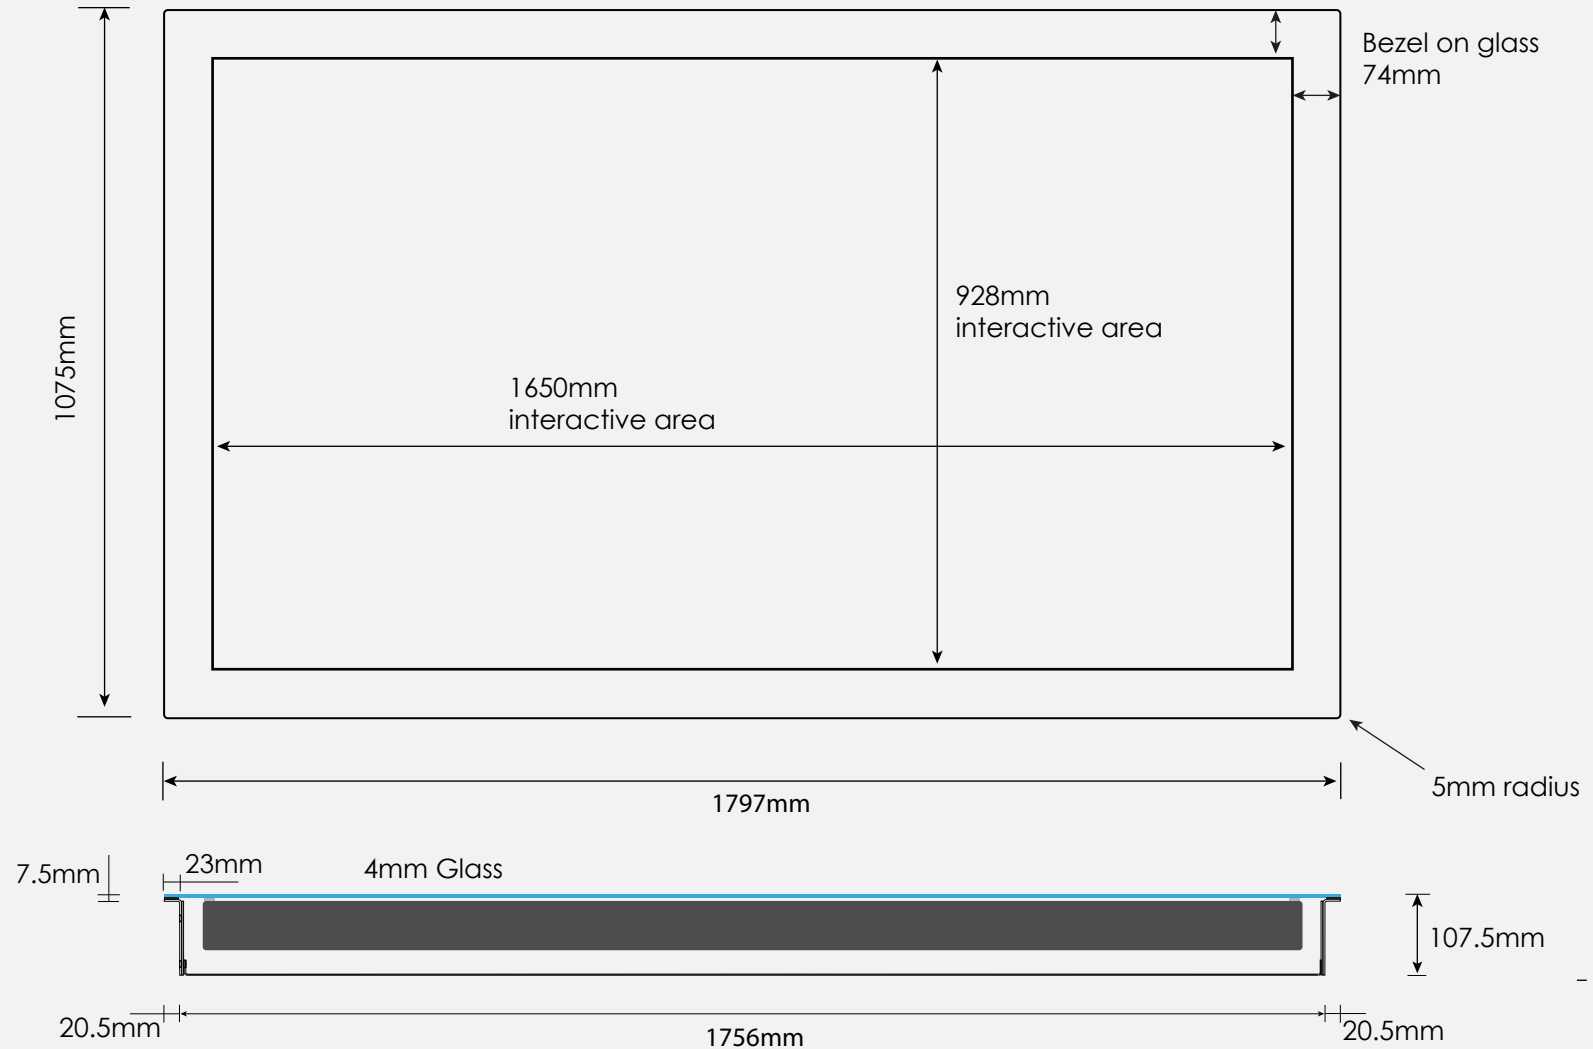 Bezel on glass
74mm
928mm
interactive area
1075mm
1650mm
interactive area
5mm radius
1797mm
7.5mm
23mm
4mm Glass
107.5mm
20.5mm
1756mm
20.5mm